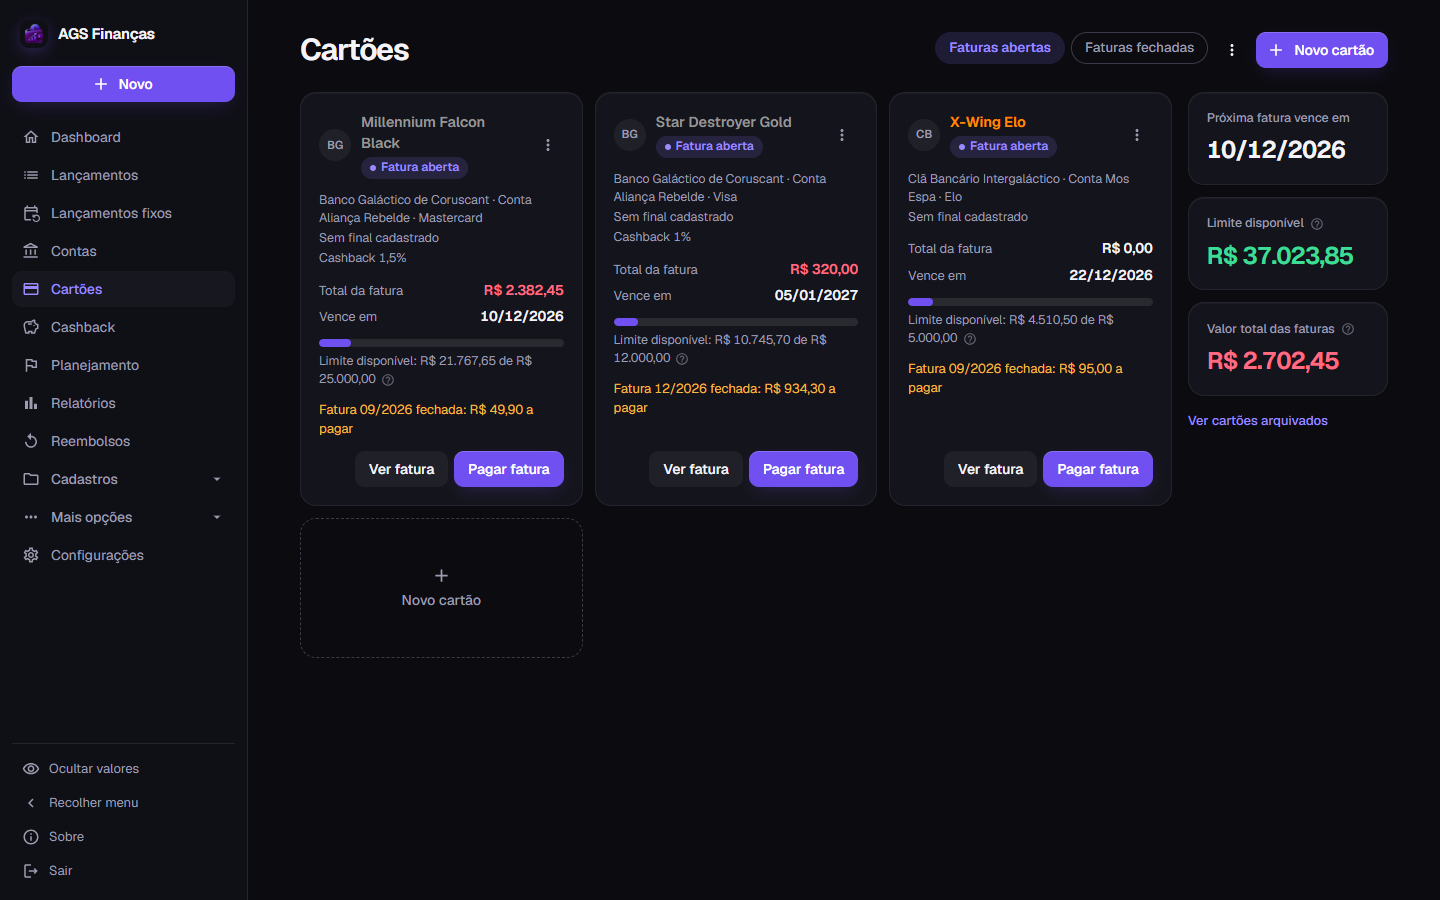 AGS Finanças
Novo
Dashboard
Lançamentos
Lançamentos fixos
Contas
Cartões
Cashback
Planejamento
Relatórios
Reembolsos
Cadastros
Mais opções
Configurações
Ocultar valores
Recolher menu
Sobre
Sair
Cartões
Faturas abertas
Faturas fechadas
Novo cartão
BG
Millennium Falcon
Black
Fatura aberta
Banco Galáctico de Coruscant · Conta
Aliança Rebelde · Mastercard
Sem final cadastrado
Cashback 1,5%
Total da fatura R$ 2.382,45
Vence em 10/12/2026
Limite disponível: R$ 21.767,65 de R$
25.000,00
Fatura 09/2026 fechada: R$ 49,90 a
pagar
Ver fatura Pagar fatura
BG
Star Destroyer Gold
Fatura aberta
Banco Galáctico de Coruscant · Conta
Aliança Rebelde · Visa
Sem final cadastrado
Cashback 1%
Total da fatura R$ 320,00
Vence em 05/01/2027
Limite disponível: R$ 10.745,70 de R$
12.000,00
Fatura 12/2026 fechada: R$ 934,30 a
pagar
Ver fatura Pagar fatura
CB
X-Wing Elo
Fatura aberta
Clã Bancário Intergaláctico · Conta Mos
Espa · Elo
Sem final cadastrado
Total da fatura R$ 0,00
Vence em 22/12/2026
Limite disponível: R$ 4.510,50 de R$
5.000,00
Fatura 09/2026 fechada: R$ 95,00 a
pagar
Ver fatura Pagar fatura
Próxima fatura vence em
10/12/2026
Limite disponível
R$ 37.023,85
Valor total das faturas
R$ 2.702,45
Ver cartões arquivados
Novo cartão